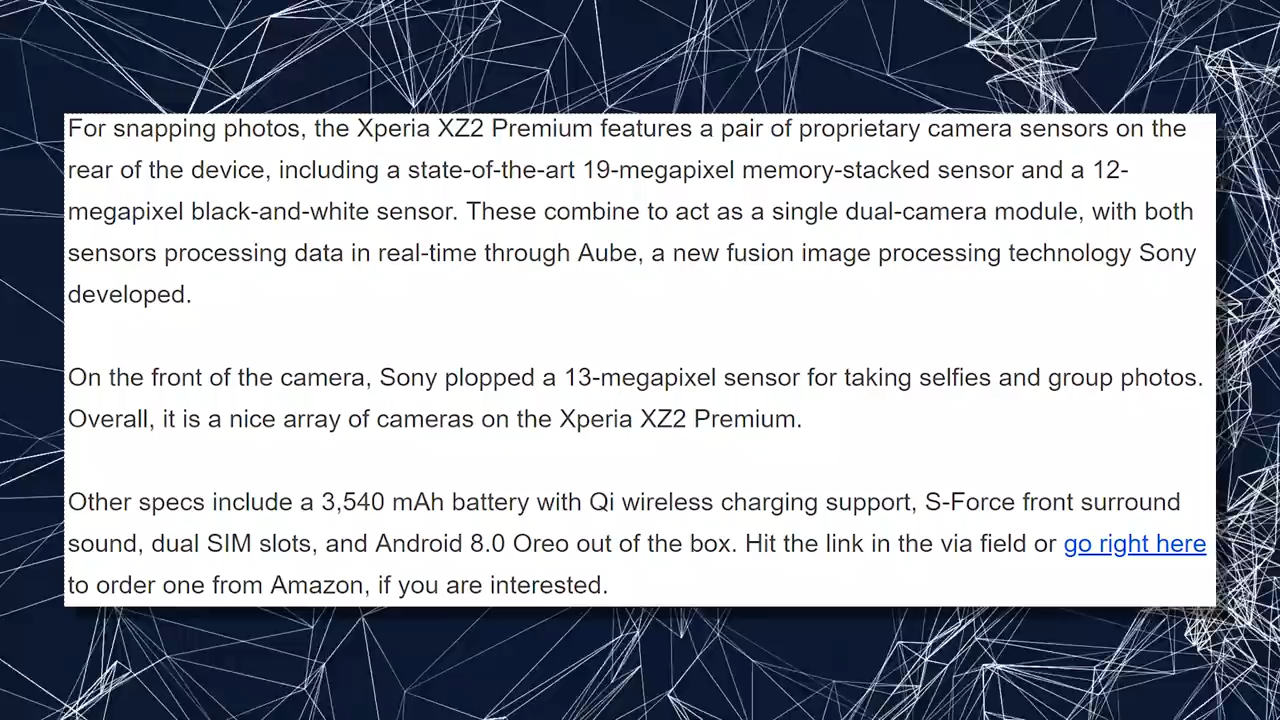 For snapping photos, the Xperia XZ2 Premium features a pair of proprietary camera sensors on the
rear of the device, including a state-of-the-art 19-megapixel memory-stacked sensor and a 12-
megapixel black-and-white sensor. These combine to act as a single dual-camera module, with both
sensors processing data in real-time through Aube, a new fusion image processing technology Sony
developed.
On the front of the camera, Sony plopped a 13-megapixel sensor for taking selfies and group photos.
Overall, it is a nice array of cameras on the Xperia XZ2 Premium.
Other specs include a 3,540 mAh battery with Qi wireless charging support, S-Force front surround
sound, dual SIM slots, and Android 8.0 Oreo out of the box. Hit the link in the via field or go right here
to order one from Amazon, if you are interested.